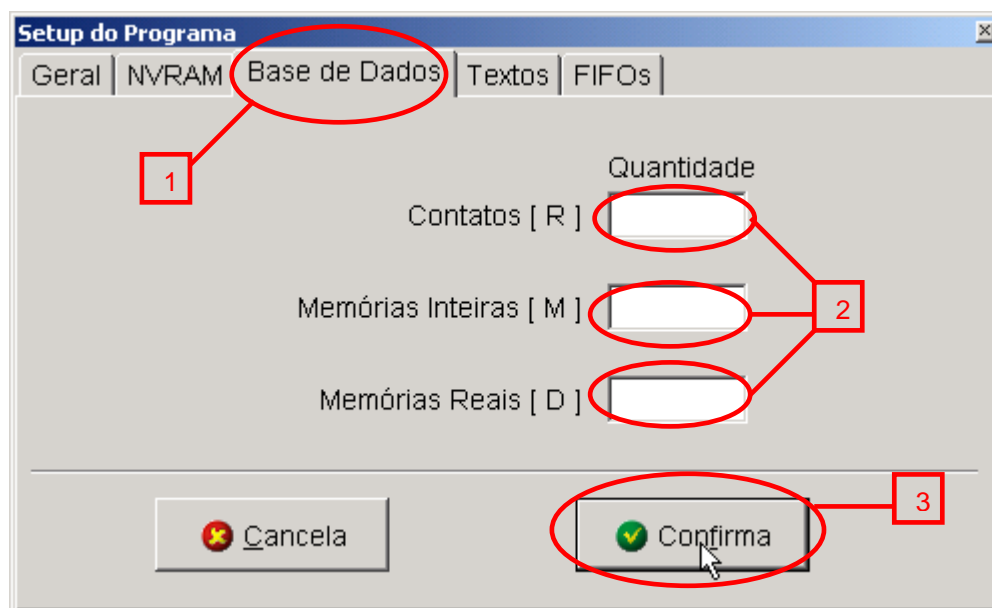 Setup do Programa
Geral NVRAM Base de Dados Textos FIFOs
1
Quantidade
Contatos [ R ]
Memórias Inteiras [ M ]
2
Memórias Reais [ D ]
3
Cancela Confirma